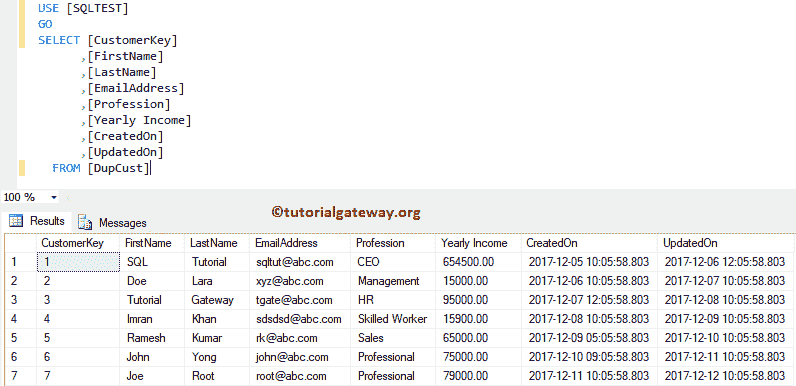 USE [SQLTEST]
GO
SELECT [CustomerKey]
,[FirstName]
,[LastName]
,[EmailAddress]
,[Profession]
,[Yearly Income]
,[CreatedOn]
,[UpdatedOn]
FROM [DupCust]
100 %
©tutorialgateway.org
Results Messages
CustomerKey FirstName LastName EmailAddress Profession Yearly Income CreatedOn UpdatedOn
1 1 SQL Tutorial sqltut@abc.com CEO 654500.00 2017-12-05 10:05:58.803 2017-12-06 12:05:58.803
2 2 Doe Lara xyz@abc.com Management 15000.00 2017-12-06 10:05:58.803 2017-12-07 10:05:58.803
3 3 Tutorial Gateway tgate@abc.com HR 95000.00 2017-12-07 12:05:58.803 2017-12-08 10:05:58.803
4 4 Imran Khan sdsdsd@abc.com Skilled Worker 15900.00 2017-12-08 10:05:58.803 2017-12-09 10:05:58.803
5 5 Ramesh Kumar rk@abc.com Sales 65000.00 2017-12-09 05:05:58.803 2017-12-10 10:05:58.803
6 6 John Yong john@abc.com Professional 75000.00 2017-12-10 09:05:58.803 2017-12-11 10:05:58.803
7 7 Joe Root root@abc.com Professional 79000.00 2017-12-11 10:05:58.803 2017-12-12 10:05:58.803